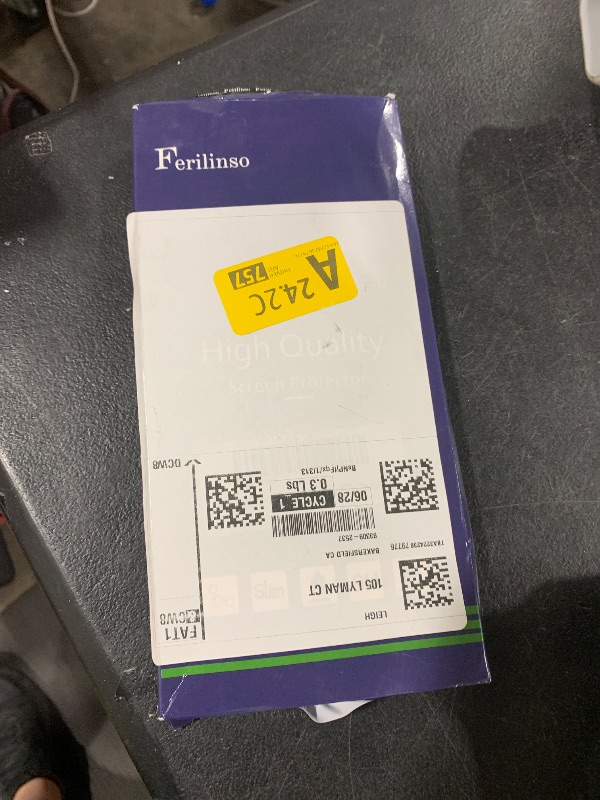 Ferilinso
High Quality
Screen Protector
Slim
A
24.2C
757
LEIGH
105 LYMAN CT
BAKERSFIELD CA
93309-2537
06/28
CYCLE 1
0.3 Lbs
FAT1
DCW8